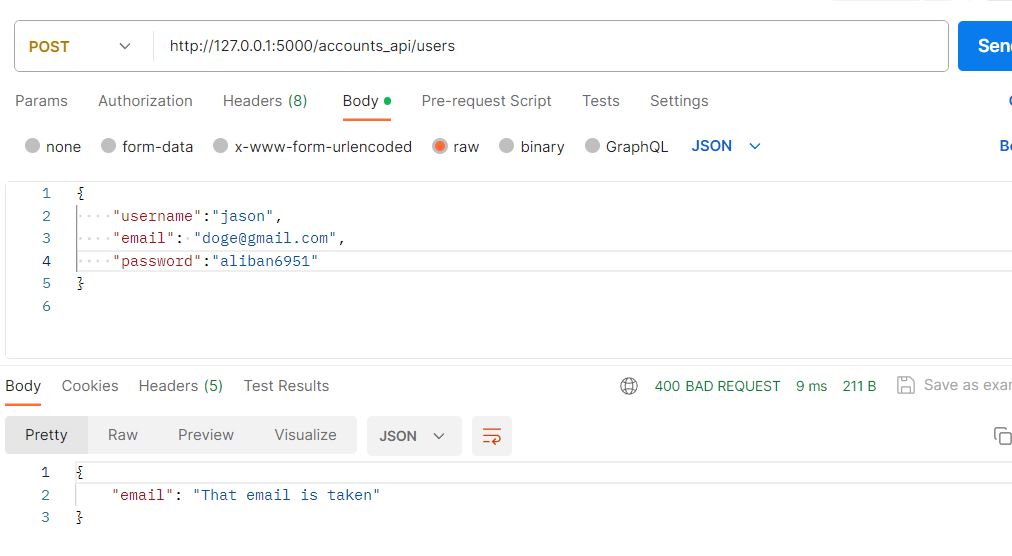 POST http://127.0.0.1:5000/accounts_api/users Sen
Params Authorization Headers (8) Body Pre-request Script Tests Settings
none form-data x-www-form-urlencoded raw binary GraphQL JSON Be
1 {
2 "username":"jason",
3 "email": "doge@gmail.com",
4 "password":"aliban6951"
5 }
6
Body Cookies Headers (5) Test Results 400 BAD REQUEST 9 ms 211 B Save as exam
Pretty Raw Preview Visualize JSON
1 {
2 "email": "That email is taken"
3 }